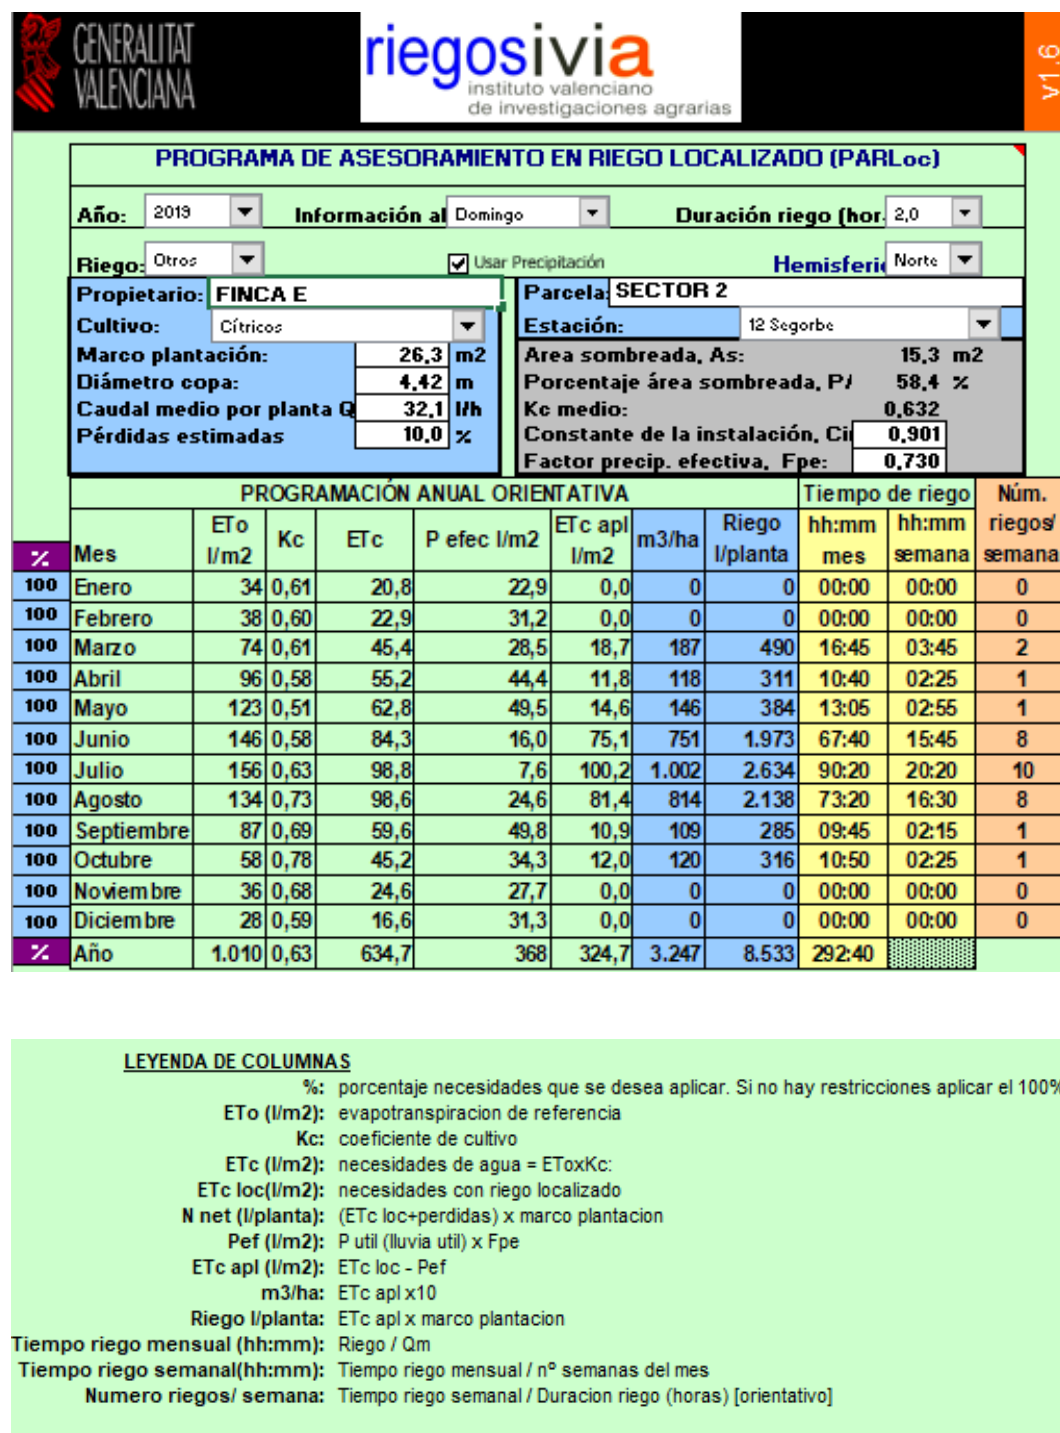 GENERALITAT
VALENCIANA
riegosivia
instituto valenciano
de investigaciones agrarias
v1.6
PROGRAMA DE ASESORAMIENTO EN RIEGO LOCALIZADO (PARLoc)
Año: 2019 Información al Domingo Duración riego (hor. 2,0
Riego: Otros Usar Precipitación Hemisferi Norte
Propietario: FINCA E Parcela: SECTOR 2
Cultivo: Cítricos Estación: 12 Segorbe
Marco plantación: 26,3 m2 Area sombreada, As: 15,3 m2
Diámetro copa: 4,42 m Porcentaje área sombreada, PA 58,4 %
Caudal medio por planta Q 32,1 l/h Kc medio: 0,632
Pérdidas estimadas 10,0 % Constante de la instalación, Ci 0,901
Factor precip. efectiva, Fpe: 0,730
PROGRAMACIÓN ANUAL ORIENTATIVA Tiempo de riego Núm.
% Mes ETo l/m2 Kc ETc P efec l/m2 ETc apl l/m2 m3/ha Riego l/planta hh:mm mes hh:mm semana riegos/ semana
100 Enero 34 0,61 20,8 22,9 0,0 0 0 00:00 00:00 0
100 Febrero 38 0,60 22,9 31,2 0,0 0 0 00:00 00:00 0
100 Marzo 74 0,61 45,4 28,5 18,7 187 490 16:45 03:45 2
100 Abril 96 0,58 55,2 44,4 11,8 118 311 10:40 02:25 1
100 Mayo 123 0,51 62,8 49,5 14,6 146 384 13:05 02:55 1
100 Junio 146 0,58 84,3 16,0 75,1 751 1.973 67:40 15:45 8
100 Julio 156 0,63 98,8 7,6 100,2 1.002 2.634 90:20 20:20 10
100 Agosto 134 0,73 98,6 24,6 81,4 814 2.138 73:20 16:30 8
100 Septiembre 87 0,69 59,6 49,8 10,9 109 285 09:45 02:15 1
100 Octubre 58 0,78 45,2 34,3 12,0 120 316 10:50 02:25 1
100 Noviembre 36 0,68 24,6 27,7 0,0 0 0 00:00 00:00 0
100 Diciembre 28 0,59 16,6 31,3 0,0 0 0 00:00 00:00 0
% Año 1.010 0,63 634,7 368 324,7 3.247 8.533 292:40
LEYENDA DE COLUMNAS
%: porcentaje necesidades que se desea aplicar. Si no hay restricciones aplicar el 100%
ETo (l/m2): evapotranspiracion de referencia
Kc: coeficiente de cultivo
ETc (l/m2): necesidades de agua = EToxKc:
ETc loc(l/m2): necesidades con riego localizado
N net (l/planta): (ETc loc+perdidas) x marco plantacion
Pef (l/m2): P util (lluvia util) x Fpe
ETc apl (l/m2): ETc loc - Pef
m3/ha: ETc apl x10
Riego l/planta: ETc apl x marco plantacion
Tiempo riego mensual (hh:mm): Riego / Qm
Tiempo riego semanal(hh:mm): Tiempo riego mensual / nº semanas del mes
Numero riegos/ semana: Tiempo riego semanal / Duracion riego (horas) [orientativo]